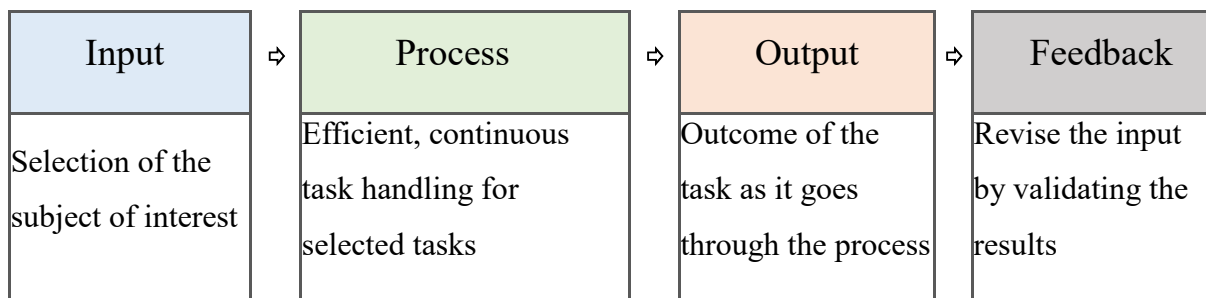 Input
Process
Output
Feedback
Selection of the
subject of interest
Efficient, continuous
task handling for
selected tasks
Outcome of the
task as it goes
through the process
Revise the input
by validating the
results